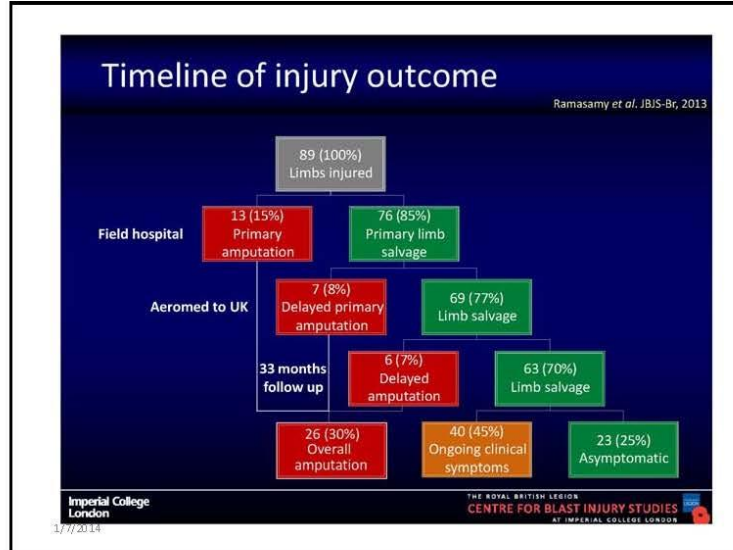 Timeline of injury outcome
Ramasamy et al. JBJS-Br, 2013
89 (100%)
Limbs injured
Field hospital
13 (15%)
Primary
amputation
76 (85%)
Primary limb
salvage
Aeromed to UK
7 (8%)
Delayed primary
amputation
69 (77%)
Limb salvage
33 months
follow up
6 (7%)
Delayed
amputation
63 (70%)
Limb salvage
26 (30%)
Overall
amputation
40 (45%)
Ongoing clinical
symptoms
23 (25%)
Asymptomatic
Imperial College
London
THE ROYAL BRITISH LEGION
CENTRE FOR BLAST INJURY STUDIES
AT IMPERIAL COLLEGE LONDON
1/7/2014